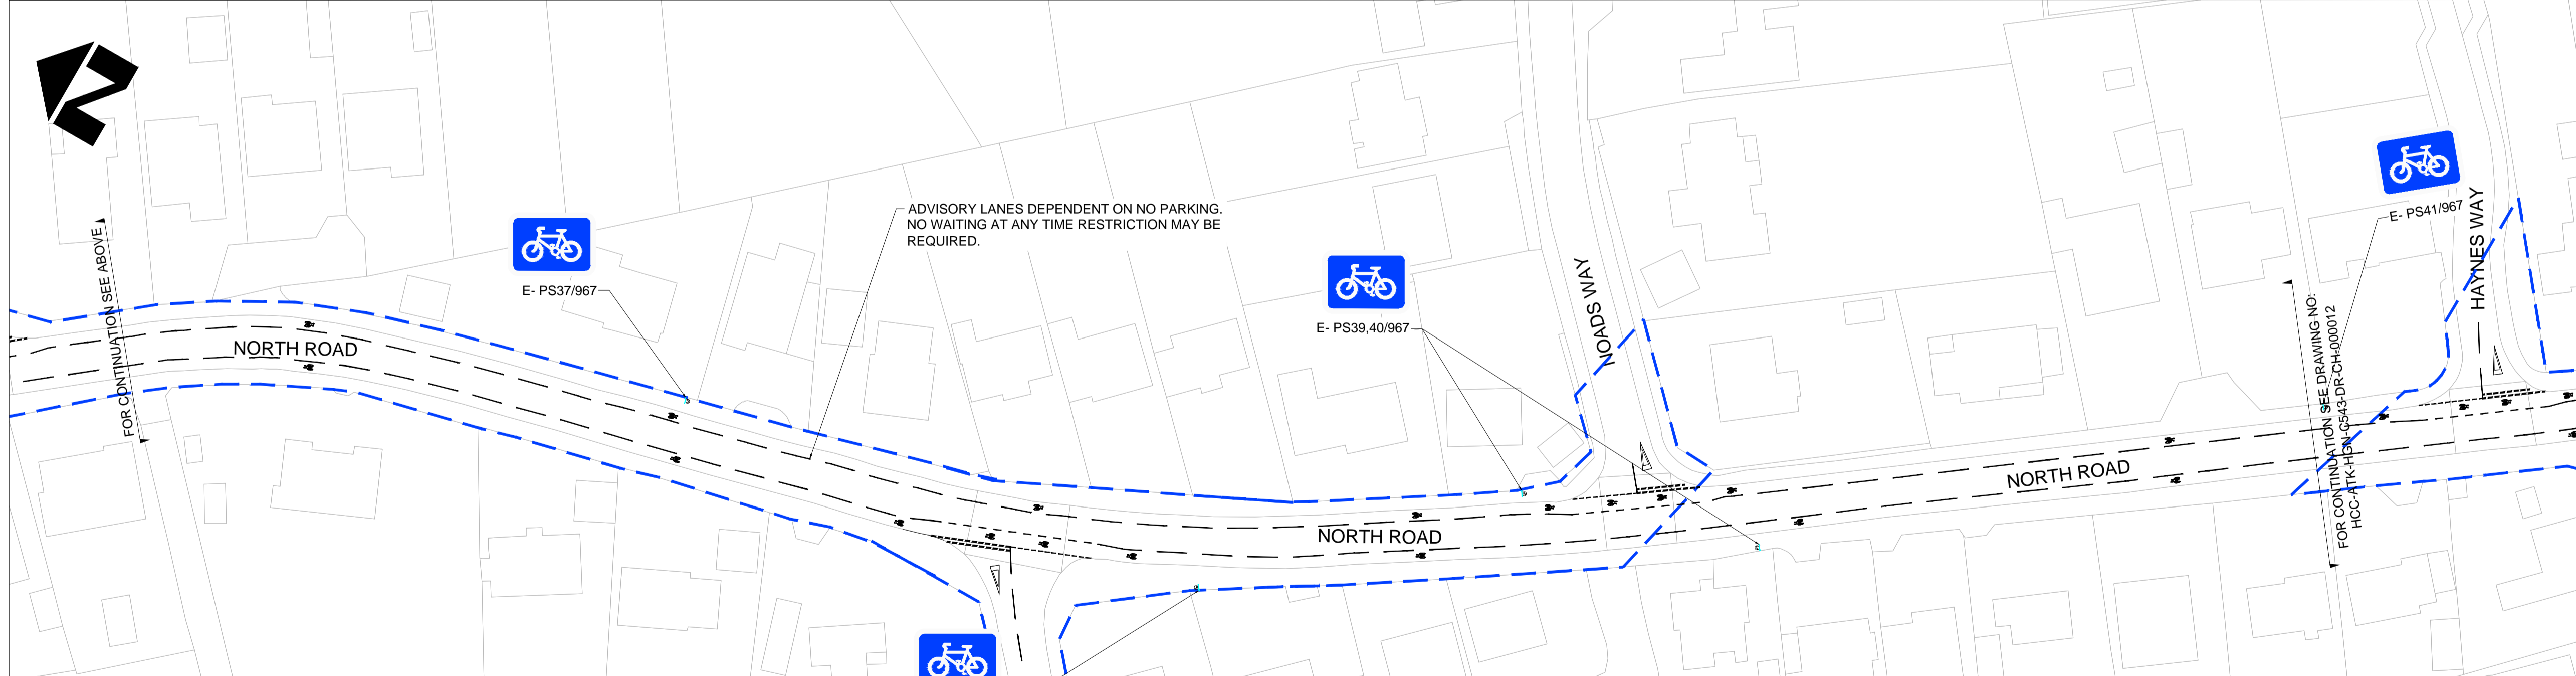 ADVISORY LANES DEPENDENT ON NO PARKING.
NO WAITING AT ANY TIME RESTRICTION MAY BE
REQUIRED.
FOR CONTINUATION SEE ABOVE
E- PS37/967
NORTH ROAD
E- PS39,40/967
NOADS WAY
NORTH ROAD
NORTH ROAD
E- PS41/967
HAYNES WAY
FOR CONTINUATION SEE DRAWING NO:
HCC-ATK-HGN-C543-DR-CH-000012